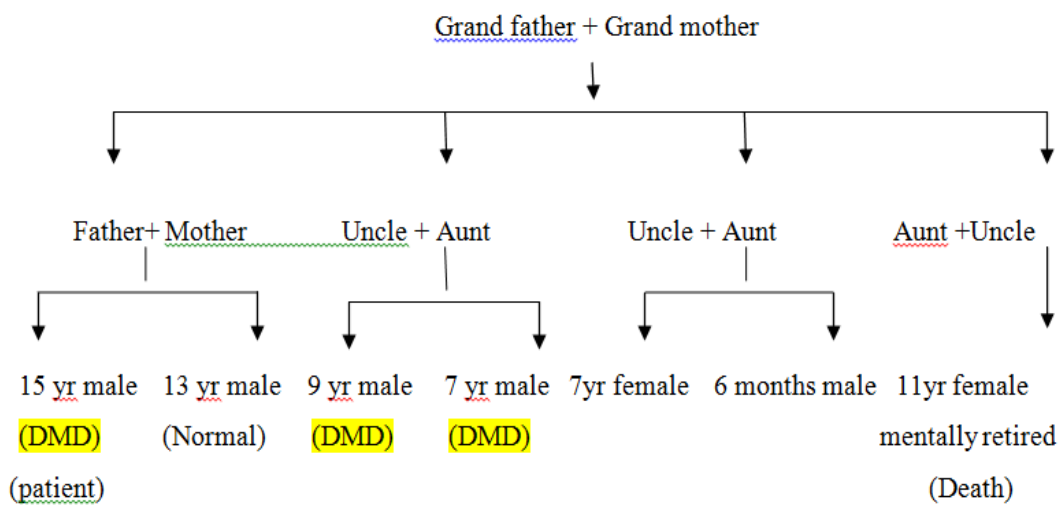 Grand father + Grand mother
Father+ Mother Uncle + Aunt Uncle + Aunt Aunt +Uncle
15 yr male 13 yr male 9 yr male 7 yr male 7yr female 6 months male 11yr female
(DMD) (Normal) (DMD) (DMD) mentally retired
(patient) (Death)